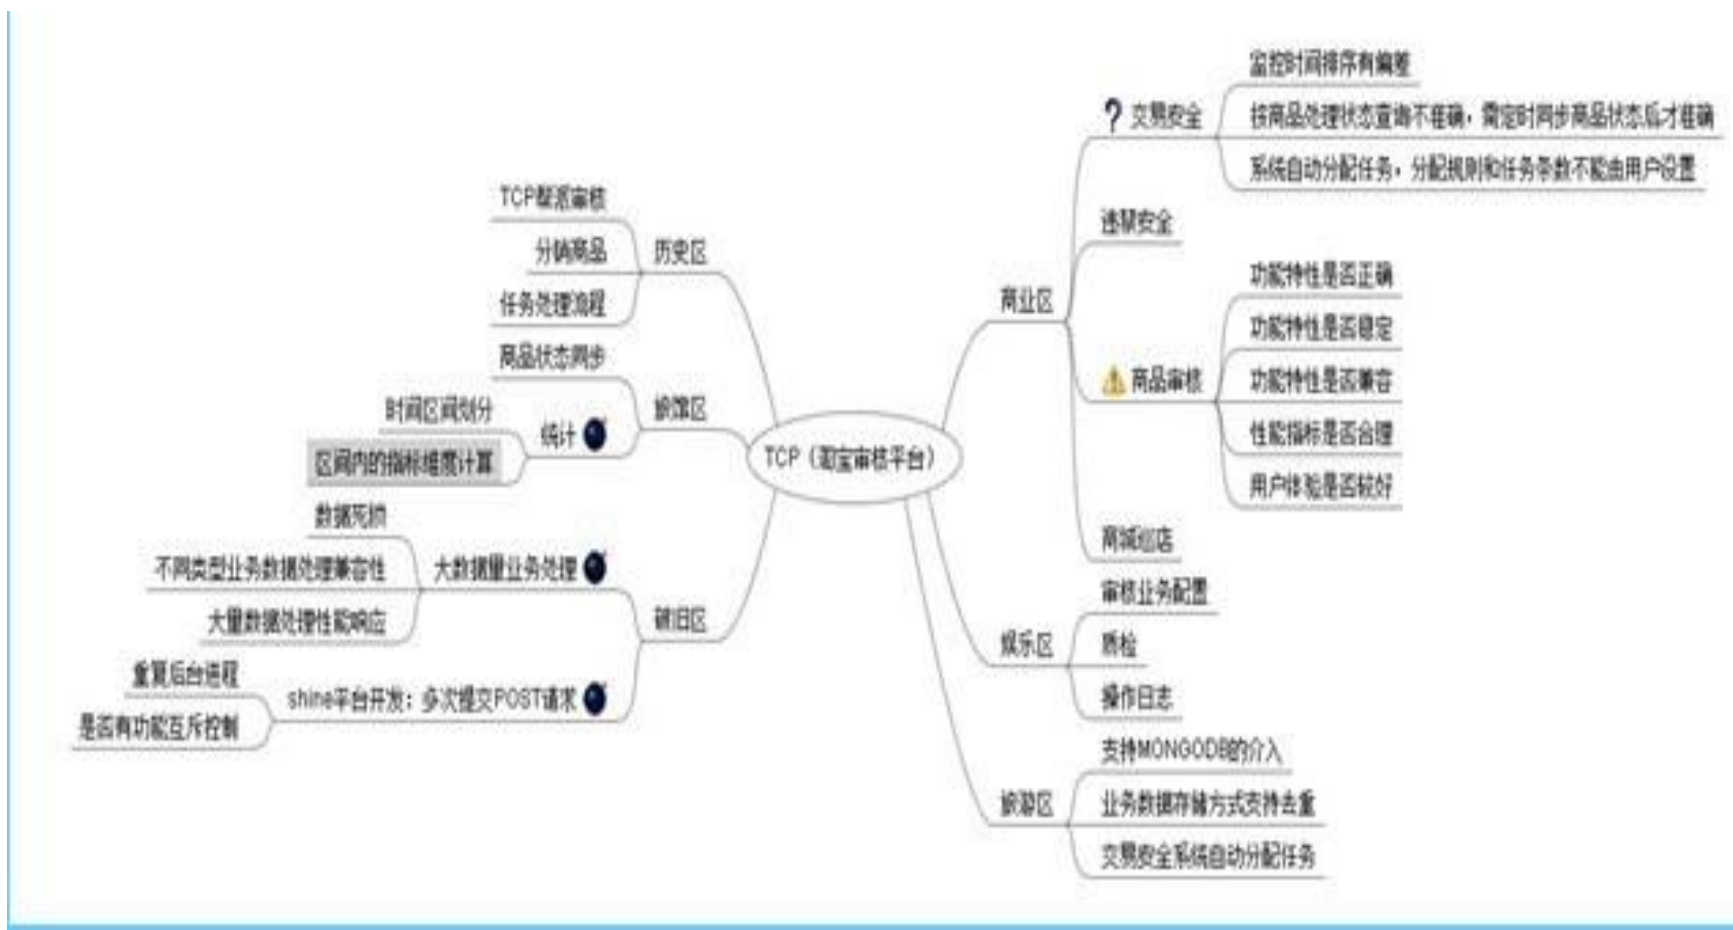 TCP（淘宝审核平台）
商业区
交易安全
监控时间排序有偏差
按商品处理状态查询不准确，需定时同步商品状态后才准确
系统自动分配任务，分配规则和任务条数不能由用户设置
违禁安全
商品审核
功能特性是否正确
功能特性是否稳定
功能特性是否兼容
性能指标是否合理
用户体验是否较好
商城巡店
娱乐区
审核业务配置
质检
操作日志
旅游区
支持MONGODB的介入
业务数据存储方式支持去重
交易安全系统自动分配任务
历史区
TCP帮派审核
分销商品
任务处理流程
旅馆区
商品状态同步
统计
时间区间划分
区间内的指标维度计算
破旧区
大数据量业务处理
数据死锁
不同类型业务数据处理兼容性
大量数据处理性能响应
shine平台开发：多次提交POST请求
重复后台进程
是否有功能互斥控制